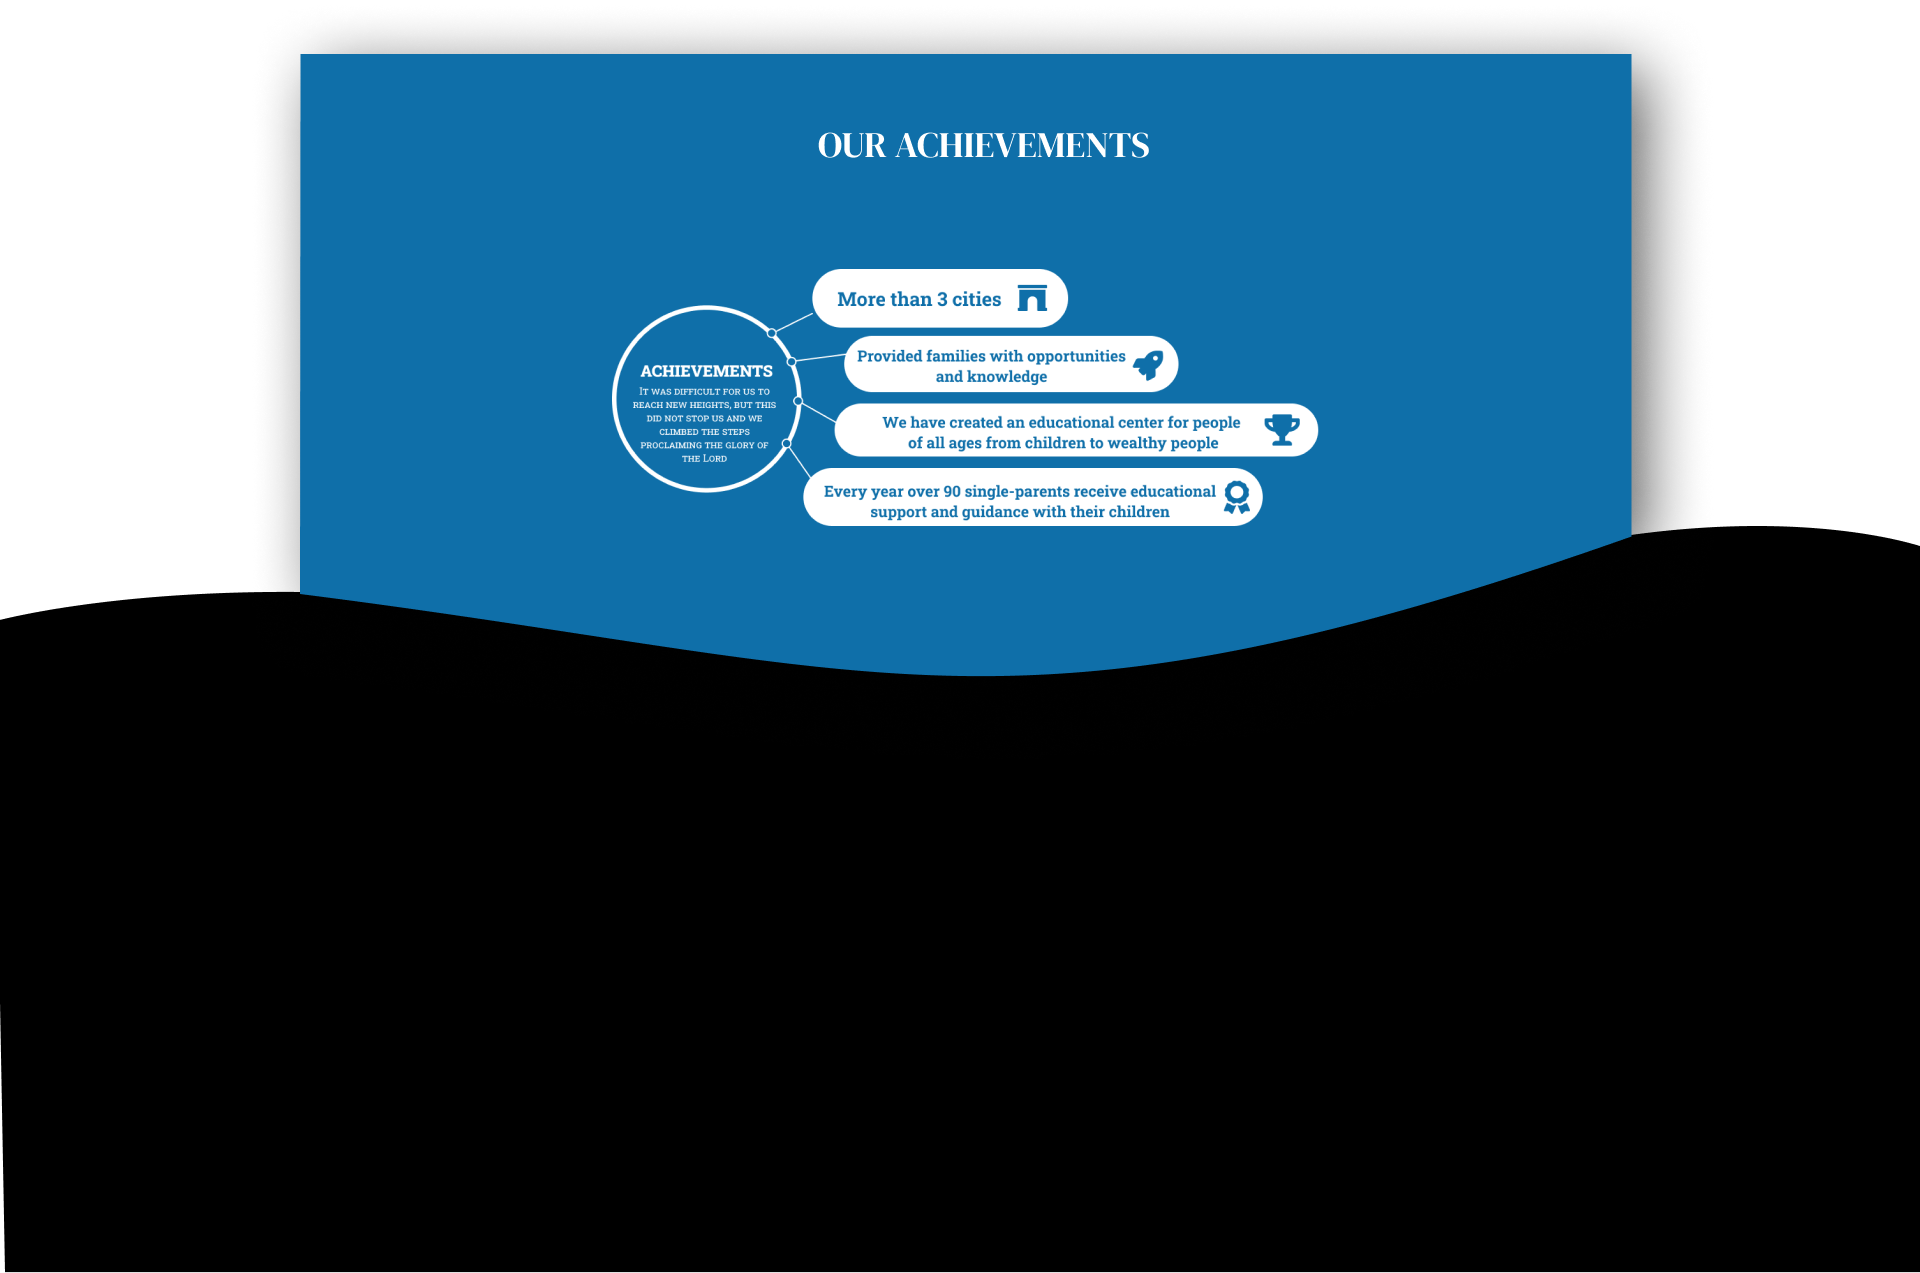 OUR ACHIEVEMENTS
More than 3 cities
Provided families with opportunities
and knowledge
ACHIEVEMENTS
It was difficult for us to
reach new heights, but this
did not stop us and we
climbed the steps
proclaiming the glory of
the Lord
We have created an educational center for people
of all ages from children to wealthy people
Every year over 90 single-parents receive educational
support and guidance with their children